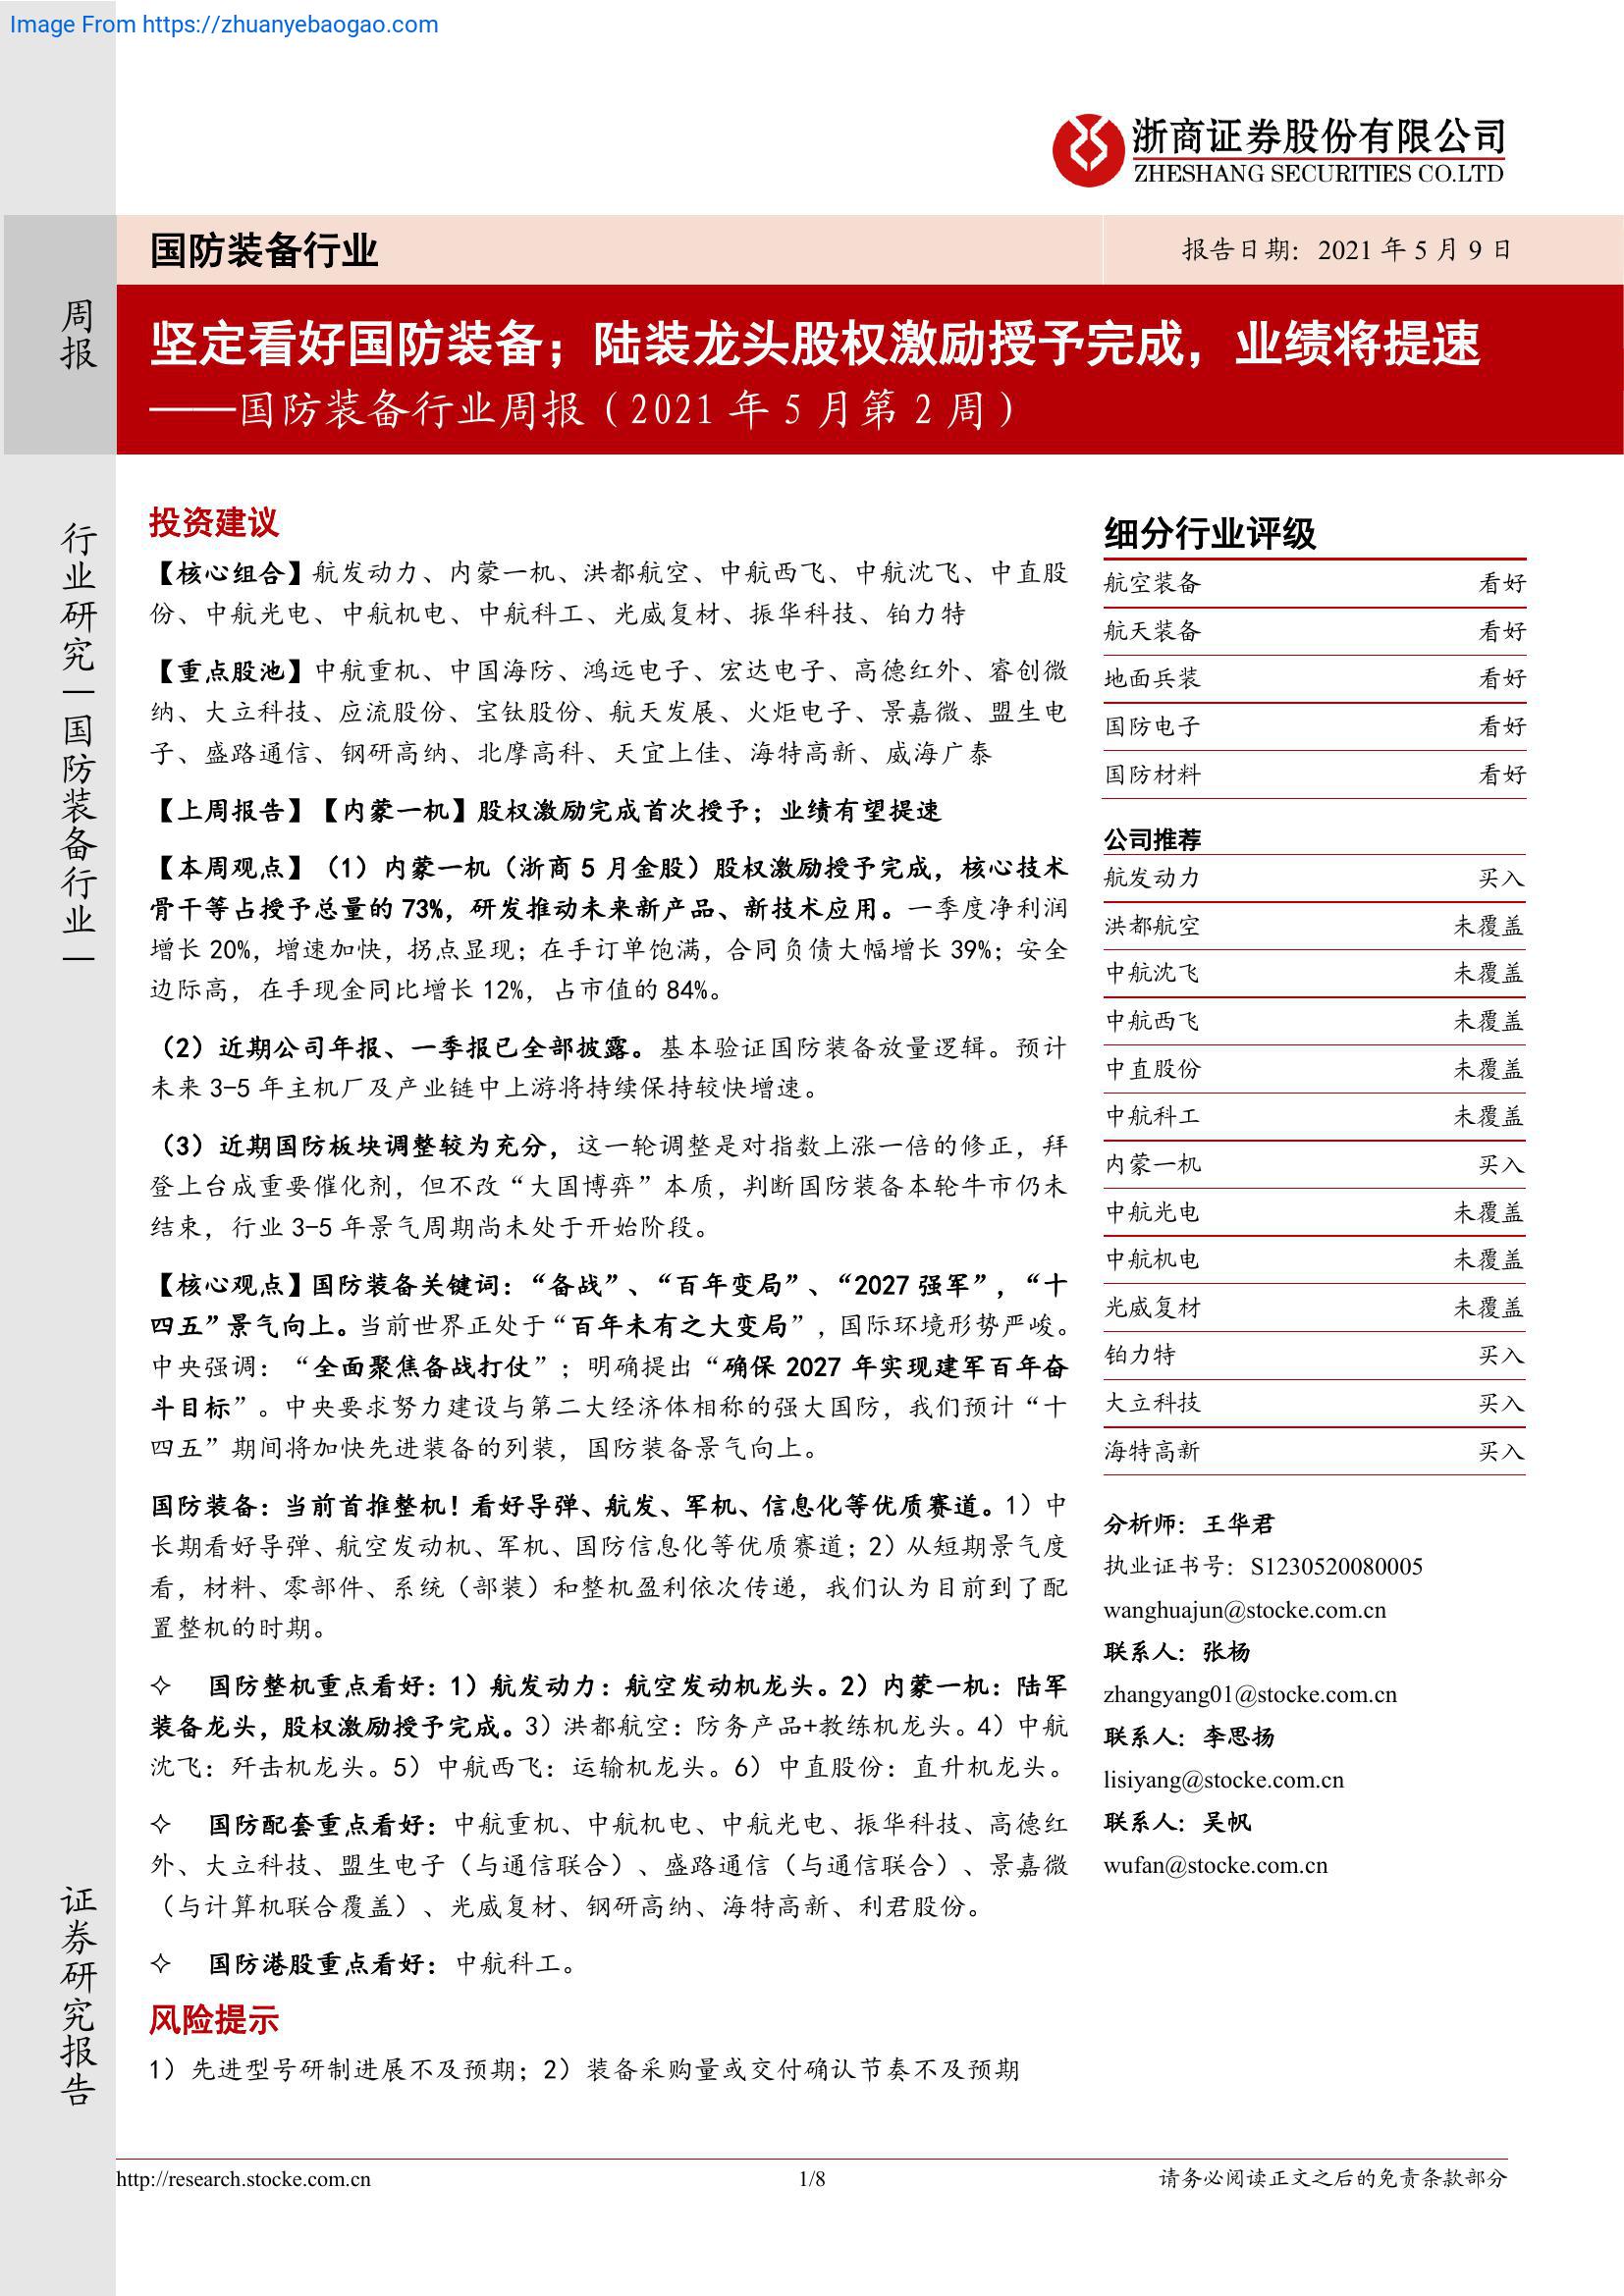 Image From https://zhuanyebaogao.com
浙商证券股份有限公司
ZHESHANG SECURITIES CO.LTD
国防装备行业
报告日期：2021 年 5 月 9 日
周报
坚定看好国防装备；陆装龙头股权激励授予完成，业绩将提速
——国防装备行业周报（2021 年 5 月第 2 周）
行业研究｜国防装备行业｜
证券研究报告
投资建议
【核心组合】航发动力、内蒙一机、洪都航空、中航西飞、中航沈飞、中直股
份、中航光电、中航机电、中航科工、光威复材、振华科技、铂力特
【重点股池】中航重机、中国海防、鸿远电子、宏达电子、高德红外、睿创微
纳、大立科技、应流股份、宝钛股份、航天发展、火炬电子、景嘉微、盟生电
子、盛路通信、钢研高纳、北摩高科、天宜上佳、海特高新、威海广泰
【上周报告】【内蒙一机】股权激励完成首次授予；业绩有望提速
【本周观点】（1）内蒙一机（浙商 5 月金股）股权激励授予完成，核心技术
骨干等占授予总量的 73%，研发推动未来新产品、新技术应用。一季度净利润
增长 20%，增速加快，拐点显现；在手订单饱满，合同负债大幅增长 39%；安全
边际高，在手现金同比增长 12%，占市值的 84%。
（2）近期公司年报、一季报已全部披露。基本验证国防装备放量逻辑。预计
未来 3-5 年主机厂及产业链中上游将持续保持较快增速。
（3）近期国防板块调整较为充分，这一轮调整是对指数上涨一倍的修正，拜
登上台成重要催化剂，但不改“大国博弈”本质，判断国防装备本轮牛市仍未
结束，行业 3-5 年景气周期尚未处于开始阶段。
【核心观点】国防装备关键词：“备战”、“百年变局”、“2027 强军”，“十
四五”景气向上。当前世界正处于“百年未有之大变局”，国际环境形势严峻。
中央强调：“全面聚焦备战打仗”；明确提出“确保 2027 年实现建军百年奋
斗目标”。中央要求努力建设与第二大经济体相称的强大国防，我们预计“十
四五”期间将加快先进装备的列装，国防装备景气向上。
国防装备：当前首推整机！看好导弹、航发、军机、信息化等优质赛道。1）中
长期看好导弹、航空发动机、军机、国防信息化等优质赛道；2）从短期景气度
看，材料、零部件、系统（部装）和整机盈利依次传递，我们认为目前到了配
置整机的时期。
✧ 国防整机重点看好：1）航发动力：航空发动机龙头。2）内蒙一机：陆军
装备龙头，股权激励授予完成。3）洪都航空：防务产品+教练机龙头。4）中航
沈飞：歼击机龙头。5）中航西飞：运输机龙头。6）中直股份：直升机龙头。
✧ 国防配套重点看好：中航重机、中航机电、中航光电、振华科技、高德红
外、大立科技、盟生电子（与通信联合）、盛路通信（与通信联合）、景嘉微
（与计算机联合覆盖）、光威复材、钢研高纳、海特高新、利君股份。
✧ 国防港股重点看好：中航科工。
风险提示
1）先进型号研制进展不及预期；2）装备采购量或交付确认节奏不及预期
细分行业评级
航空装备 看好
航天装备 看好
地面兵装 看好
国防电子 看好
国防材料 看好
公司推荐
航发动力 买入
洪都航空 未覆盖
中航沈飞 未覆盖
中航西飞 未覆盖
中直股份 未覆盖
中航科工 未覆盖
内蒙一机 买入
中航光电 未覆盖
中航机电 未覆盖
光威复材 未覆盖
铂力特 买入
大立科技 买入
海特高新 买入
分析师：王华君
执业证书号：S1230520080005
wanghuajun@stocke.com.cn
联系人：张杨
zhangyang01@stocke.com.cn
联系人：李思扬
lisiyang@stocke.com.cn
联系人：吴帆
wufan@stocke.com.cn
http://research.stocke.com.cn
1/8
请务必阅读正文之后的免责条款部分